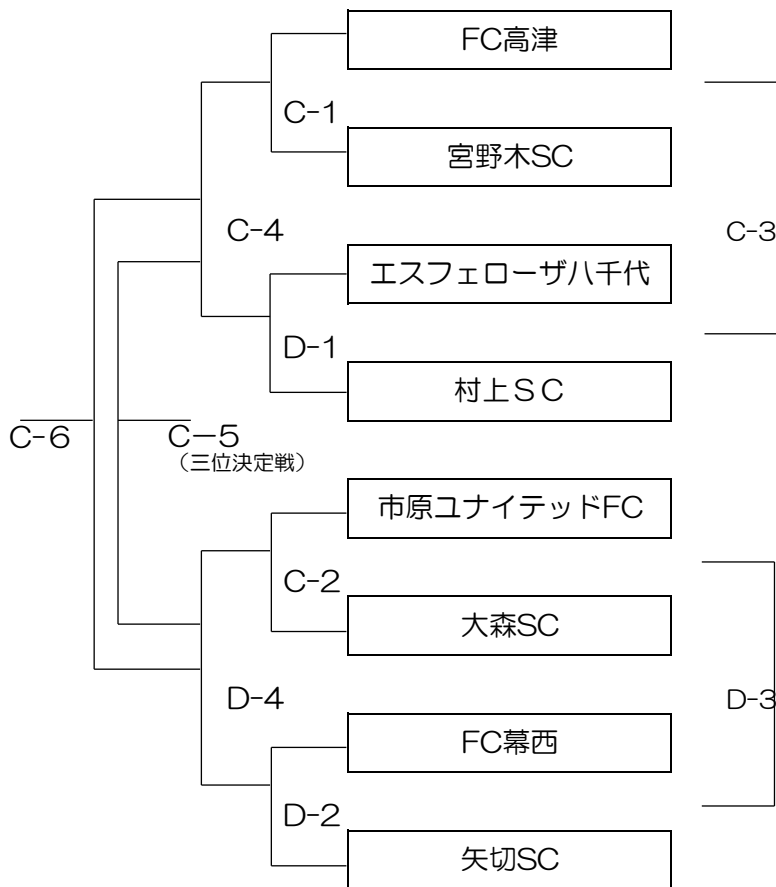 FC高津
C-1
宮野木SC
C-4
C-3
エスフェローザ八千代
D-1
村上ＳＣ
C-6
C－5
（三位決定戦）
市原ユナイテッドFC
C-2
大森SC
D-4
D-3
FC幕西
D-2
矢切SC